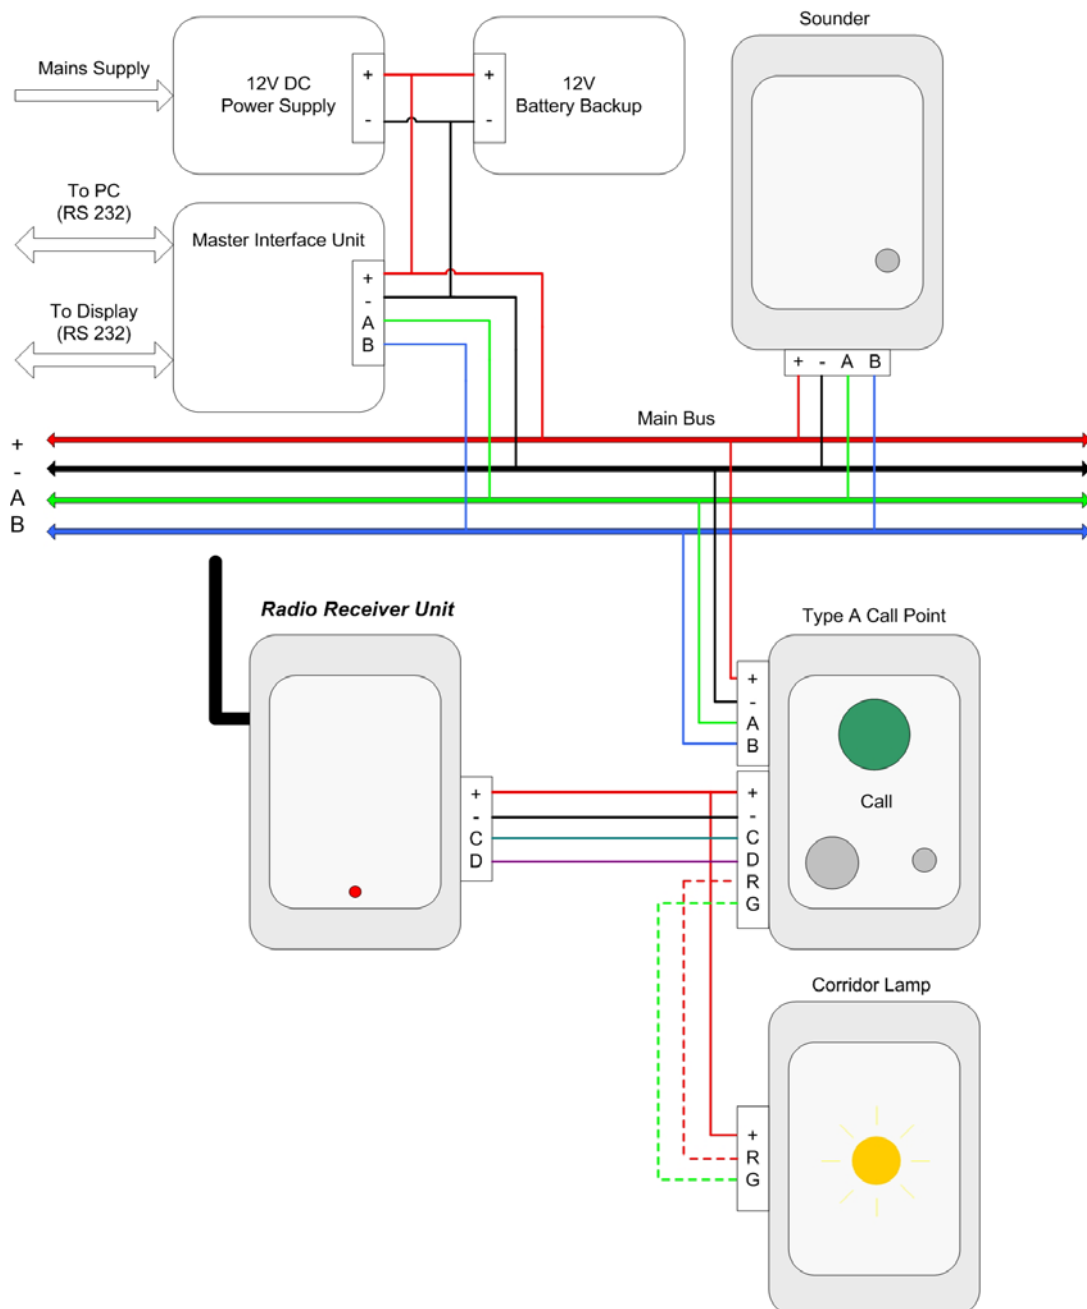 Sounder
Mains Supply
12V DC
Power Supply
+
-
+
-
12V
Battery Backup
To PC
(RS 232)
Master Interface Unit
To Display
(RS 232)
+
-
A
B
+ - A B
Main Bus
+
-
A
B
Radio Receiver Unit
Type A Call Point
+
-
A
B
Call
+
-
C
D
+
-
C
D
R
G
Corridor Lamp
+
R
G